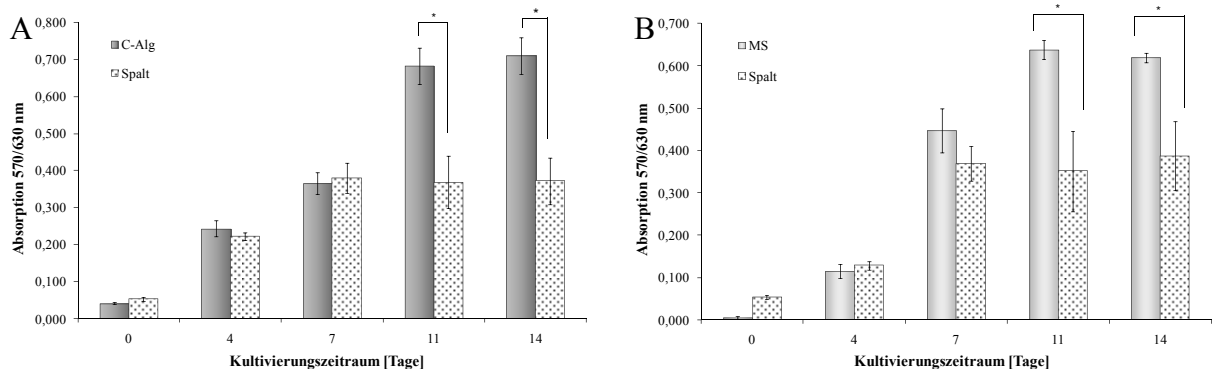 A
0,800
0,700
0,600
0,500
0,400
0,300
0,200
0,100
0,000
Absorption 570/630 nm
C-Alg
Spalt
*
*
0 4 7 11 14
Kultivierungszeitraum [Tage]
B
0,700
0,600
0,500
0,400
0,300
0,200
0,100
0,000
Absorption 570/630 nm
MS
Spalt
*
*
0 4 7 11 14
Kultivierungszeitraum [Tage]